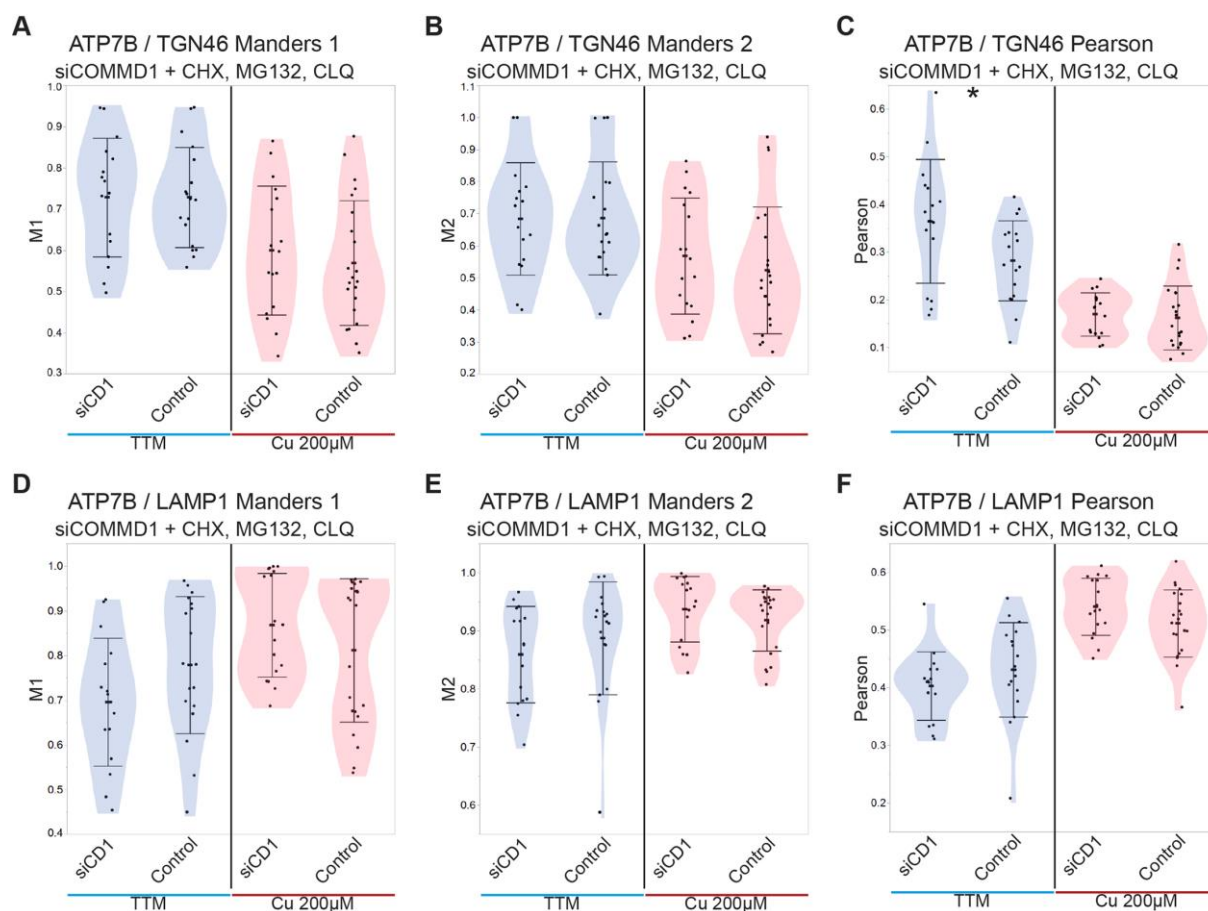 A
ATP7B / TGN46 Manders 1
siCOMMD1 + CHX, MG132, CLQ
1.0
0.9
0.8
0.7
0.6
0.5
0.4
0.3
M1
siCD1
Control
siCD1
Control
TTM
Cu 200µM
B
ATP7B / TGN46 Manders 2
siCOMMD1 + CHX, MG132, CLQ
1.1
1.0
0.9
0.8
0.7
0.6
0.5
0.4
0.3
0.2
M2
siCD1
Control
siCD1
Control
TTM
Cu 200µM
C
ATP7B / TGN46 Pearson
siCOMMD1 + CHX, MG132, CLQ
*
0.6
0.5
0.4
0.3
0.2
0.1
Pearson
siCD1
Control
siCD1
Control
TTM
Cu 200µM
D
ATP7B / LAMP1 Manders 1
siCOMMD1 + CHX, MG132, CLQ
1.0
0.9
0.8
0.7
0.6
0.5
0.4
M1
siCD1
Control
siCD1
Control
TTM
Cu 200µM
E
ATP7B / LAMP1 Manders 2
siCOMMD1 + CHX, MG132, CLQ
1.0
0.9
0.8
0.7
0.6
M2
siCD1
Control
siCD1
Control
TTM
Cu 200µM
F
ATP7B / LAMP1 Pearson
siCOMMD1 + CHX, MG132, CLQ
0.6
0.5
0.4
0.3
0.2
Pearson
siCD1
Control
siCD1
Control
TTM
Cu 200µM